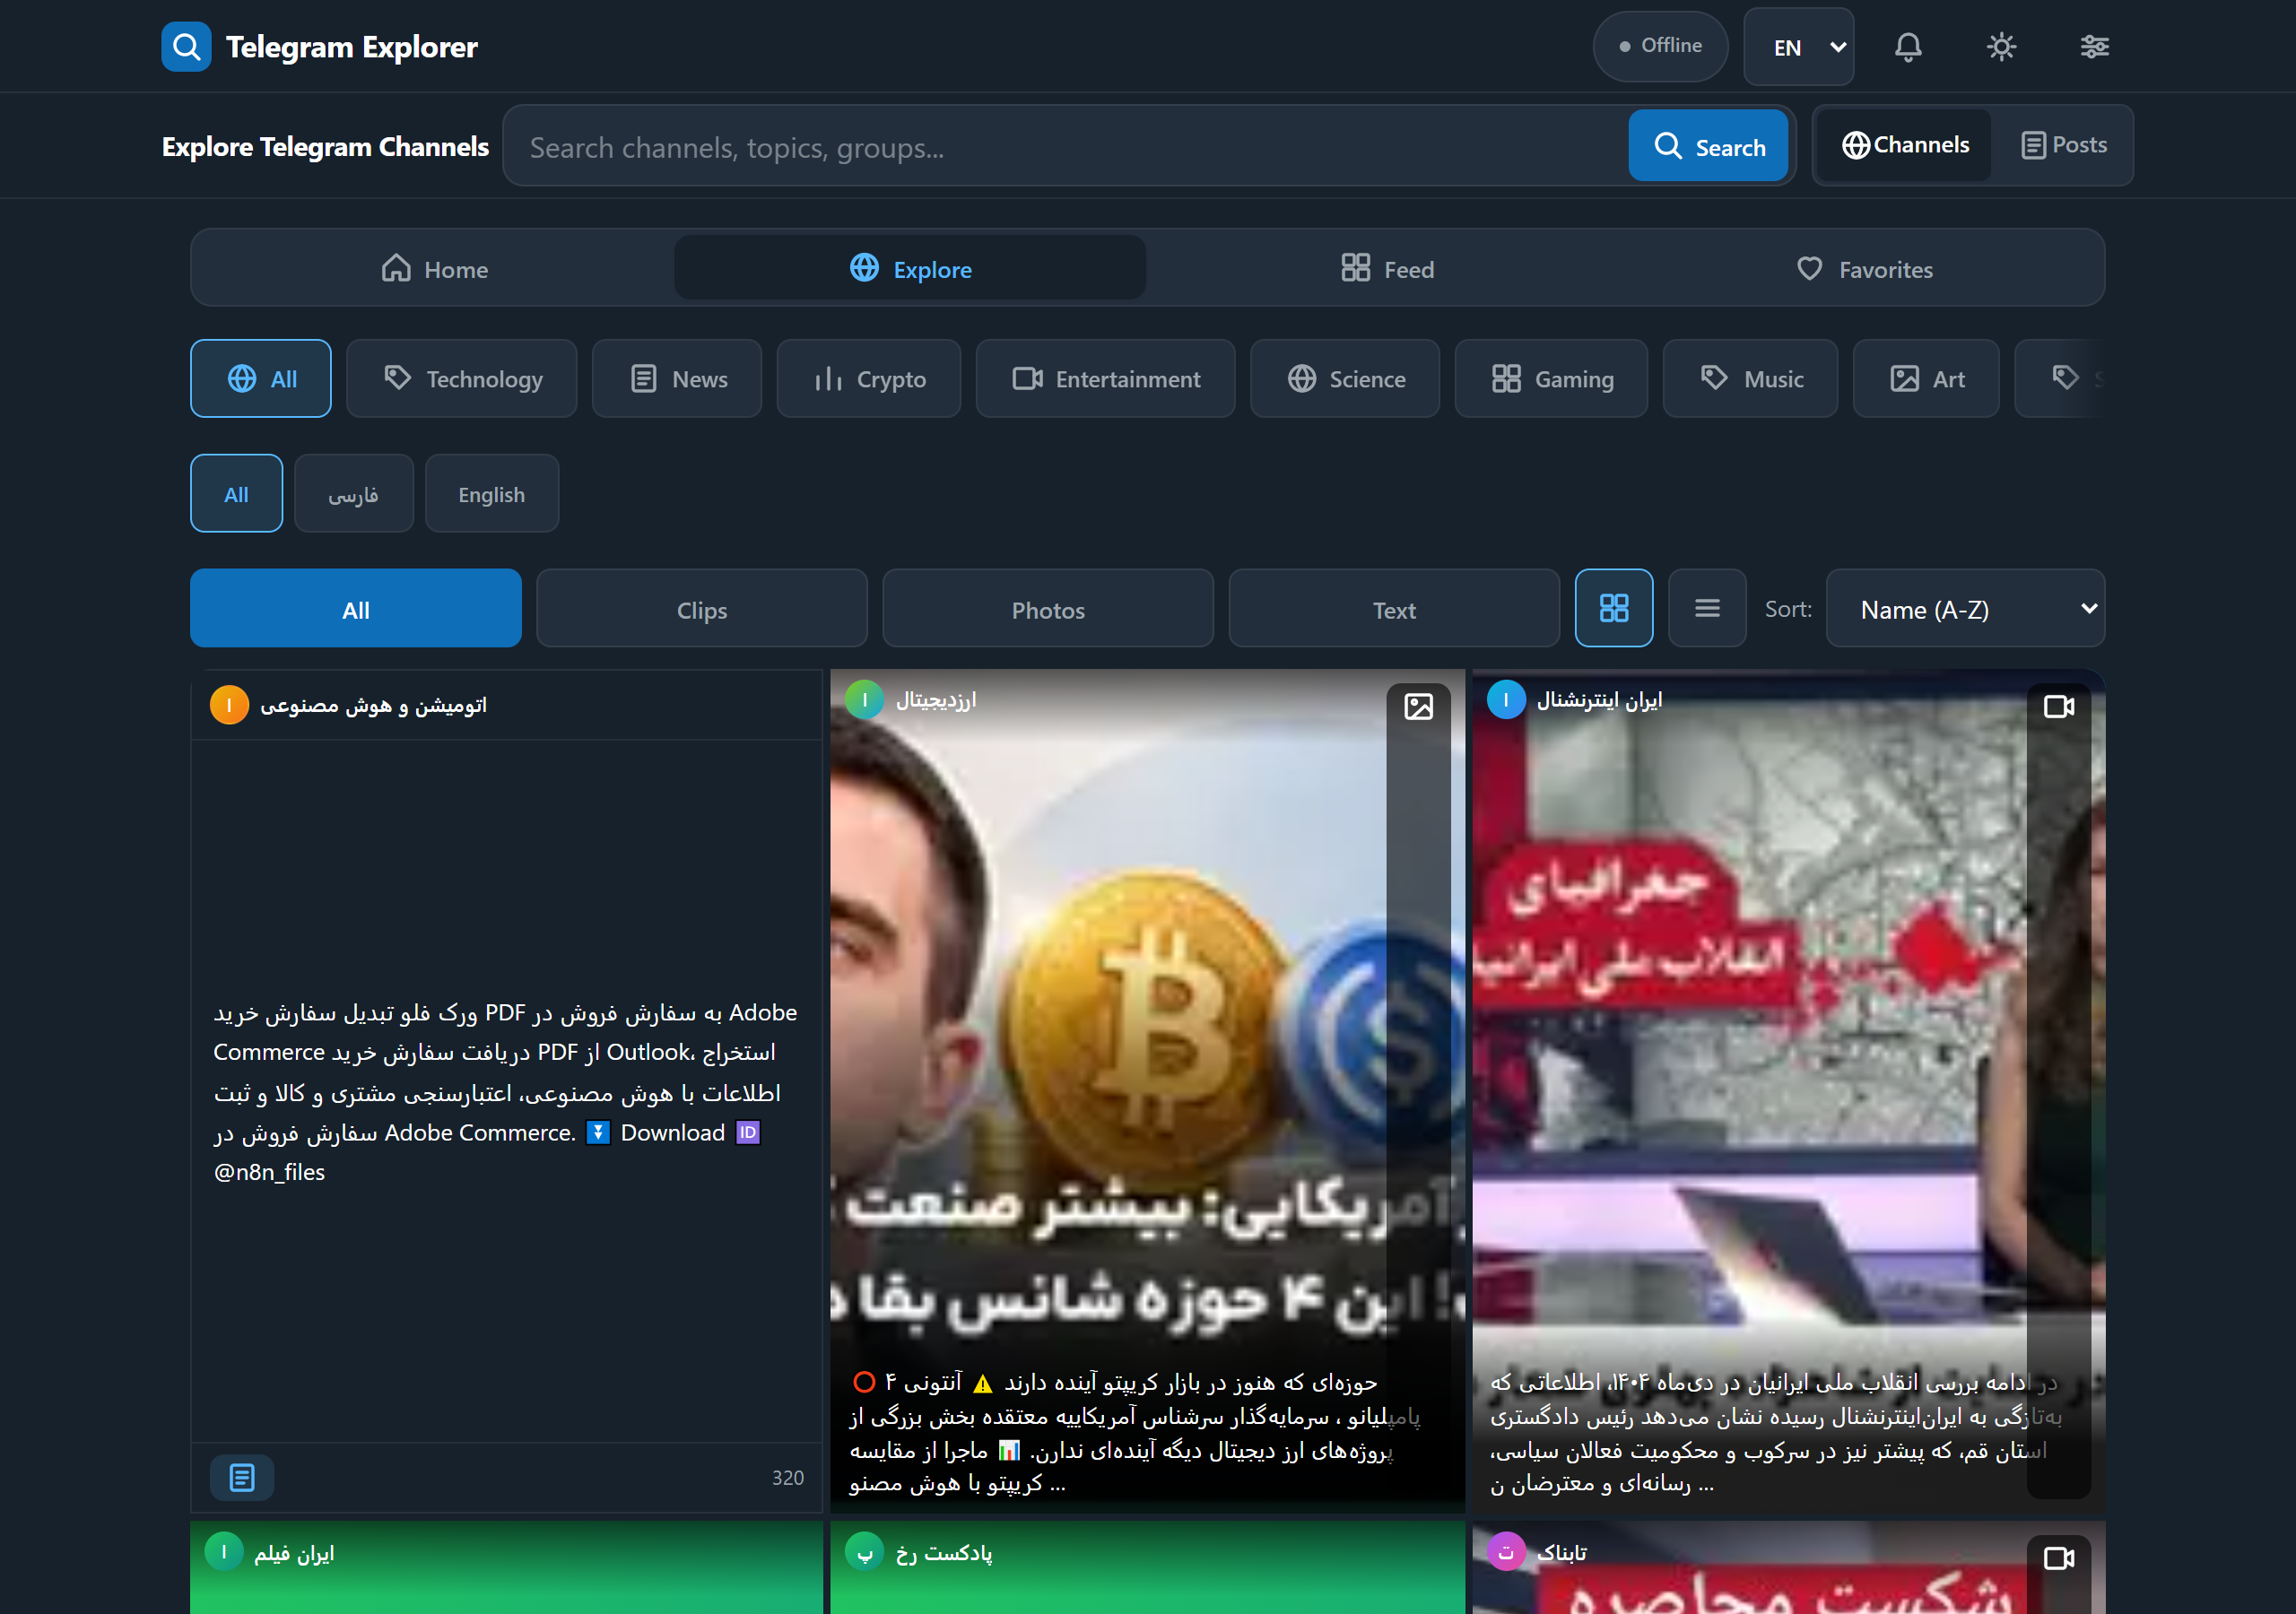 Telegram Explorer
Offline
EN
Explore Telegram Channels
Search channels, topics, groups...
Search
Channels
Posts
Home
Explore
Feed
Favorites
All
Technology
News
Crypto
Entertainment
Science
Gaming
Music
Art
All
فارسی
English
All
Clips
Photos
Text
Sort:
Name (A-Z)
ا
اتومیشن و هوش مصنوعی
ورک فلو تبدیل سفارش خرید PDF به سفارش فروش در Adobe
Commerce دریافت سفارش خرید PDF از Outlook، استخراج
اطلاعات با هوش مصنوعی، اعتبارسنجی مشتری و کالا و ثبت
سفارش فروش در Adobe Commerce. ⏬ Download 🆔
@n8n_files
320
ا
ارزدیجیتال
آمریکایی: بیشتر صنعت
این ۴ حوزه شانس بقا
⭕ ۴ حوزه‌ای که هنوز در بازار کریپتو آینده دارند ⚠️ آنتونی
پامپلیانو ، سرمایه‌گذار سرشناس آمریکاییه معتقده بخش بزرگی از
پروژه‌های ارز دیجیتال دیگه آینده‌ای ندارن. 📊 ماجرا از مقایسه
کریپتو با هوش مصنو ...
ا
ایران اینترنشنال
جغرافیای
انقلاب ملی
در ادامه بررسی انقلاب ملی ایرانیان در دی‌ماه ۱۴۰۴، اطلاعاتی که
به‌تازگی به ایران‌اینترنشنال رسیده نشان می‌دهد رئیس دادگستری
استان قم، که پیشتر نیز در سرکوب و محکومیت فعالان سیاسی،
رسانه‌ای و معترضان ن ...
ا
ایران فیلم
پ
پادکست رخ
ت
تابناک
شکست محاصره